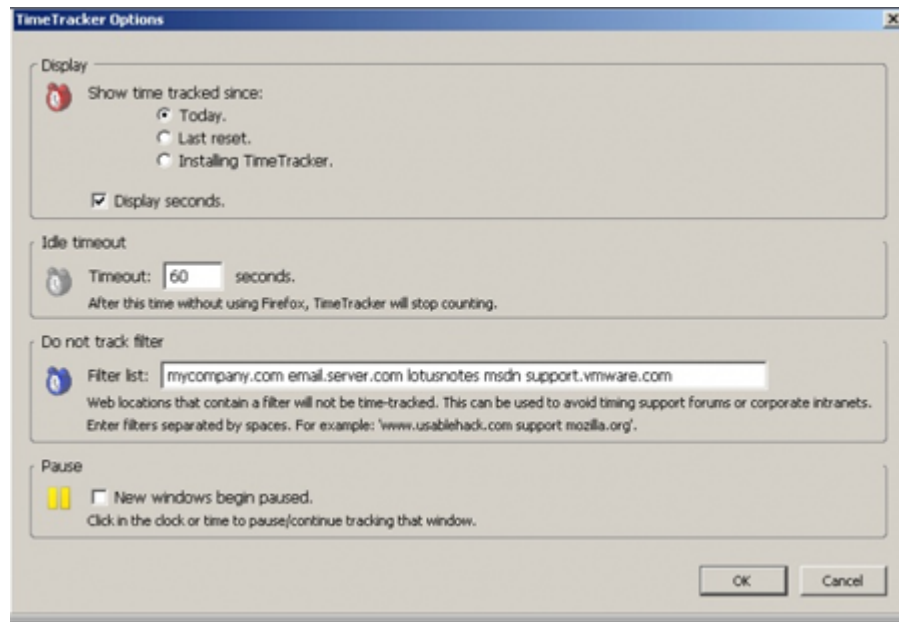 TimeTracker Options
Display
Show time tracked since:
Today.
Last reset.
Installing TimeTracker.
Display seconds.
Idle timeout
Timeout: 60 seconds.
After this time without using Firefox, TimeTracker will stop counting.
Do not track filter
Filter list: mycompany.com email.server.com lotusnotes msdn support.vmware.com
Web locations that contain a filter will not be time-tracked. This can be used to avoid timing support forums or corporate intranets.
Enter filters separated by spaces. For example: 'www.usablehack.com support mozilla.org'.
Pause
New windows begin paused.
Click in the clock or time to pause/continue tracking that window.
OK Cancel